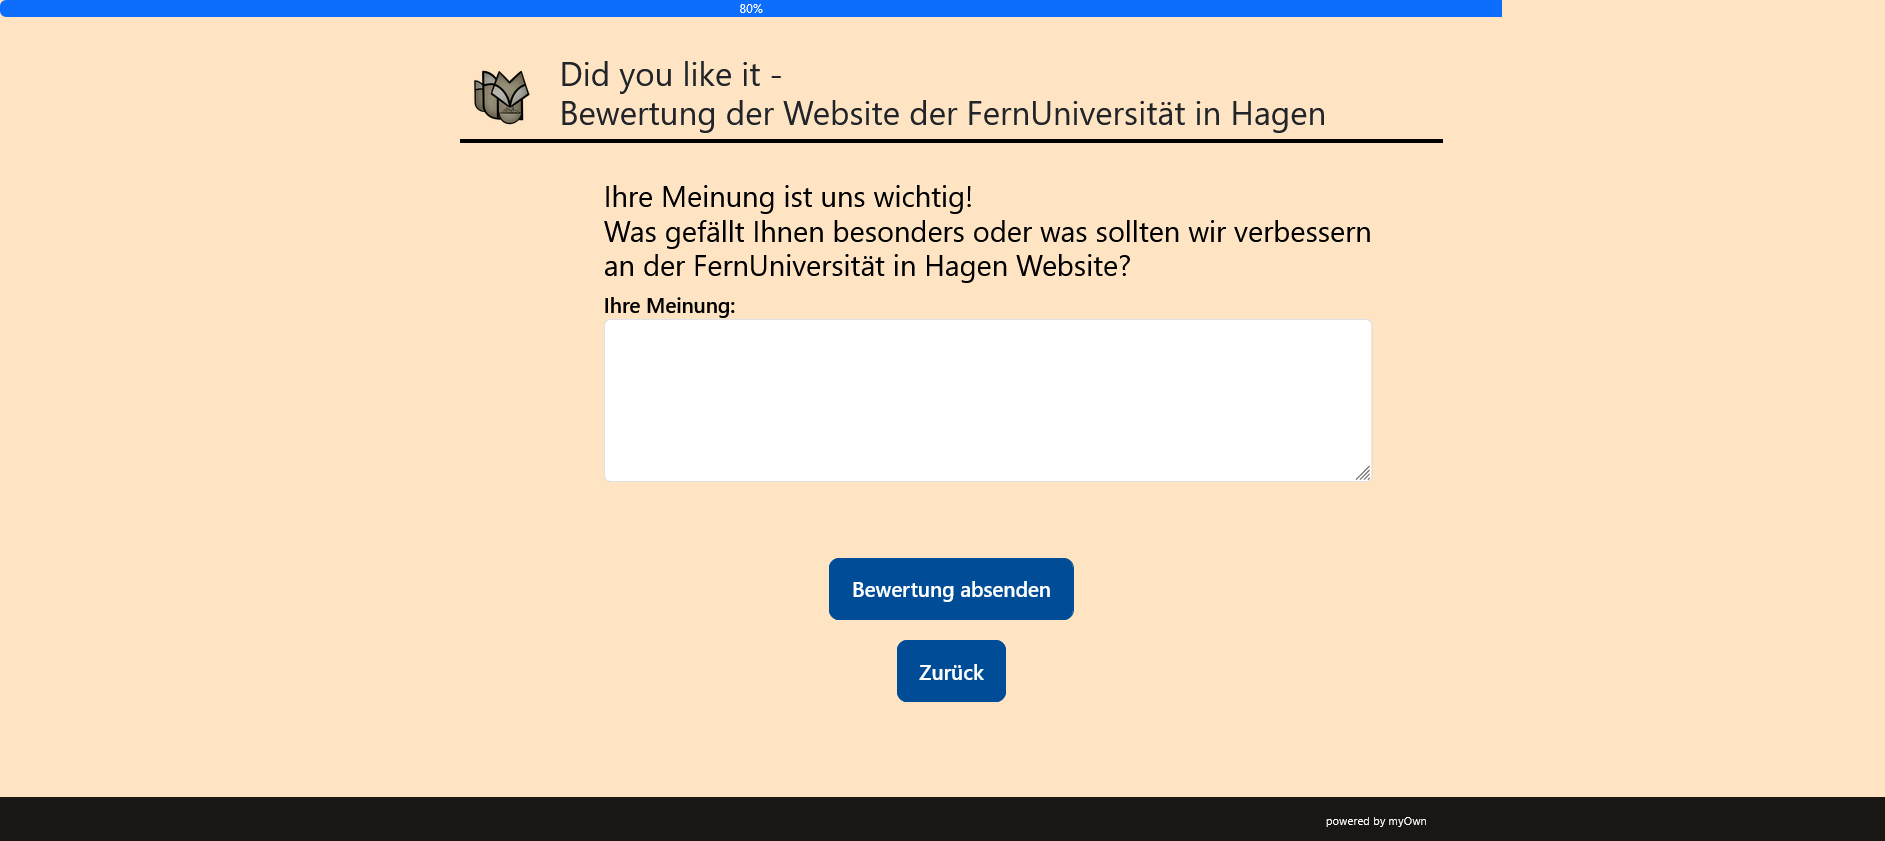 80%
Did you like it -
Bewertung der Website der FernUniversität in Hagen
Ihre Meinung ist uns wichtig!
Was gefällt Ihnen besonders oder was sollten wir verbessern
an der FernUniversität in Hagen Website?
Ihre Meinung:
Bewertung absenden
Zurück
powered by myOwn